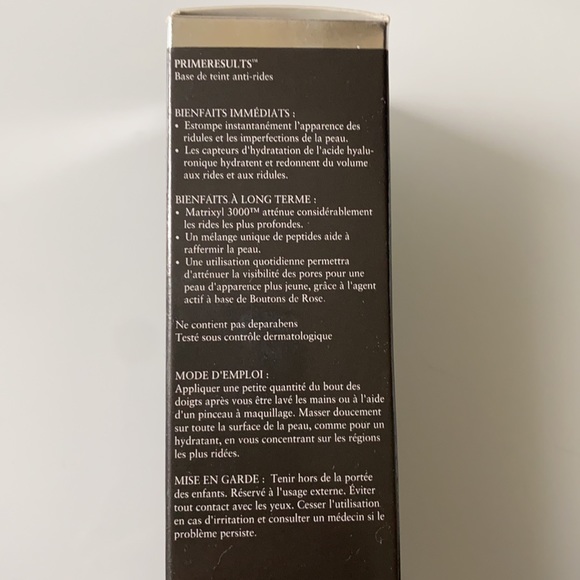 PRIMERESULTS™
Base de teint anti-rides
BIENFAITS IMMÉDIATS :
• Estompe instantanément l'apparence des
ridules et les imperfections de la peau.
• Les capteurs d'hydratation de l'acide hyalu-
ronique hydratent et redonnent du volume
aux rides et aux ridules.
BIENFAITS À LONG TERME :
• Matrixyl 3000™ atténue considérablement
les rides les plus profondes.
• Un mélange unique de peptides aide à
raffermir la peau.
• Une utilisation quotidienne permettra
d'atténuer la visibilité des pores pour une
peau d'apparence plus jeune, grâce à l'agent
actif à base de Boutons de Rose.
Ne contient pas deparabens
Testé sous contrôle dermatologique
MODE D'EMPLOI :
Appliquer une petite quantité du bout des
doigts après vous être lavé les mains ou à l'aide
d'un pinceau à maquillage. Masser doucement
sur toute la surface de la peau, comme pour un
hydratant, en vous concentrant sur les régions
les plus ridées.
MISE EN GARDE : Tenir hors de la portée
des enfants. Réservé à l'usage externe. Éviter
tout contact avec les yeux. Cesser l'utilisation
en cas d'irritation et consulter un médecin si le
problème persiste.